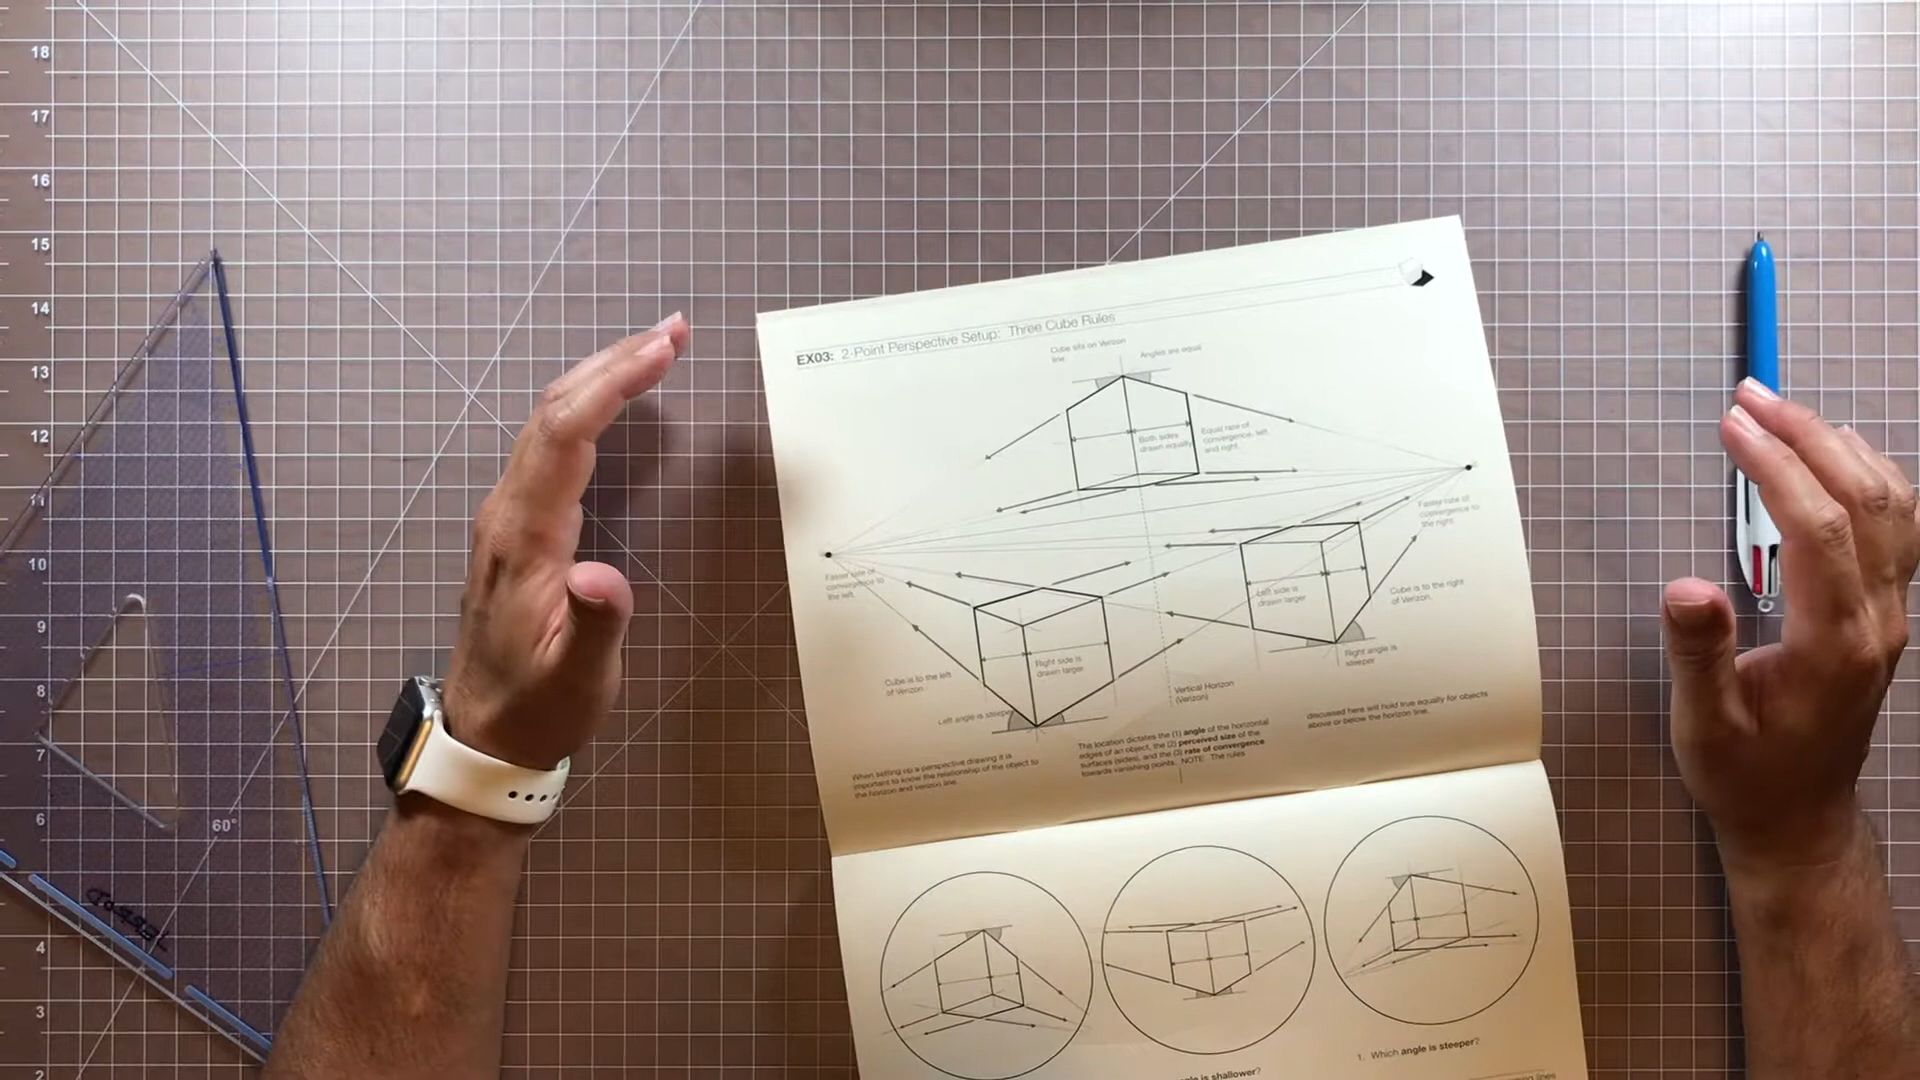 18
17
16
15
14
13
12
11
10
9
8
7
6
4
3
2
60°
EX03: 2-Point Perspective Setup: Three Cube Rules
Cube sits on Verizon
line.
Angles are equal
Both sides
drawn equally
Equal rate of
convergence, left
and right.
Faster rate of
convergence to
the left.
Faster rate of
convergence to
the right.
Left side is
drawn larger
Cube is to the right
of Verizon.
Right angle is
steeper
Cube is to the left
of Verizon.
Right side is
drawn larger
Left angle is steeper
Vertical Horizon
(Verizon)
When setting up a perspective drawing it is
important to know the relationship of the object to
the horizon and verizon line.
The location dictates the (1) angle of the horizontal
edges of an object, the (2) perceived size of the
surfaces (sides), and the (3) rate of convergence
towards vanishing points. NOTE: The rules
discussed here will hold true equally for objects
above or below the horizon line.
is shallower?
1. Which angle is steeper?
lines